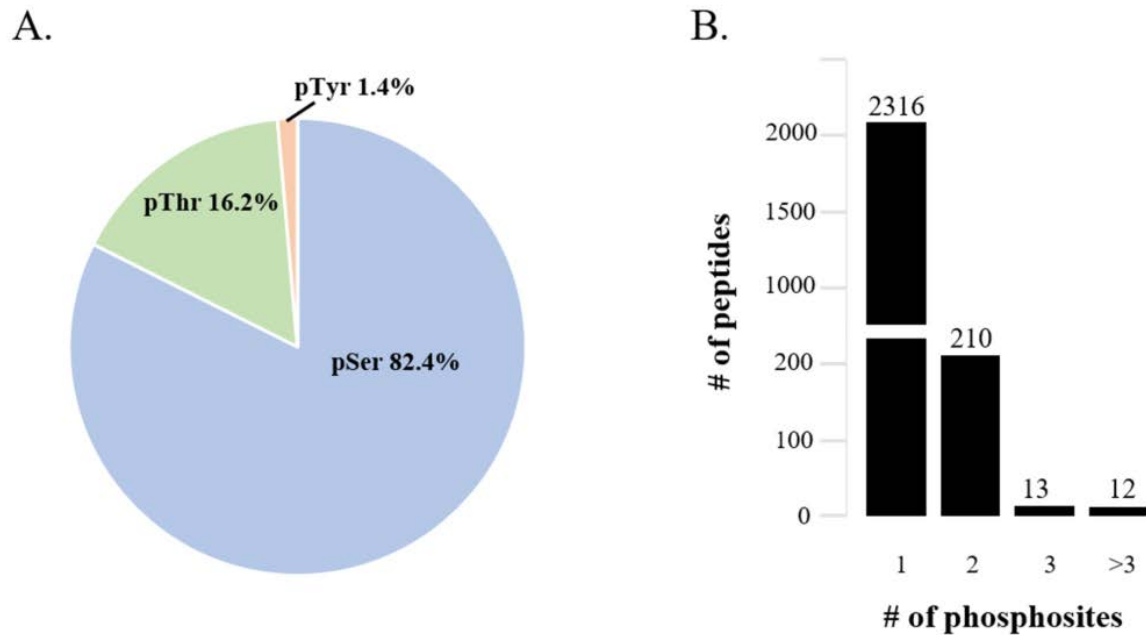 A.
pTyr 1.4%
pThr 16.2%
pSer 82.4%
B.
# of peptides
2000
1500
1000
200
100
0
2316
210
13
12
1
2
3
>3
# of phosphosites